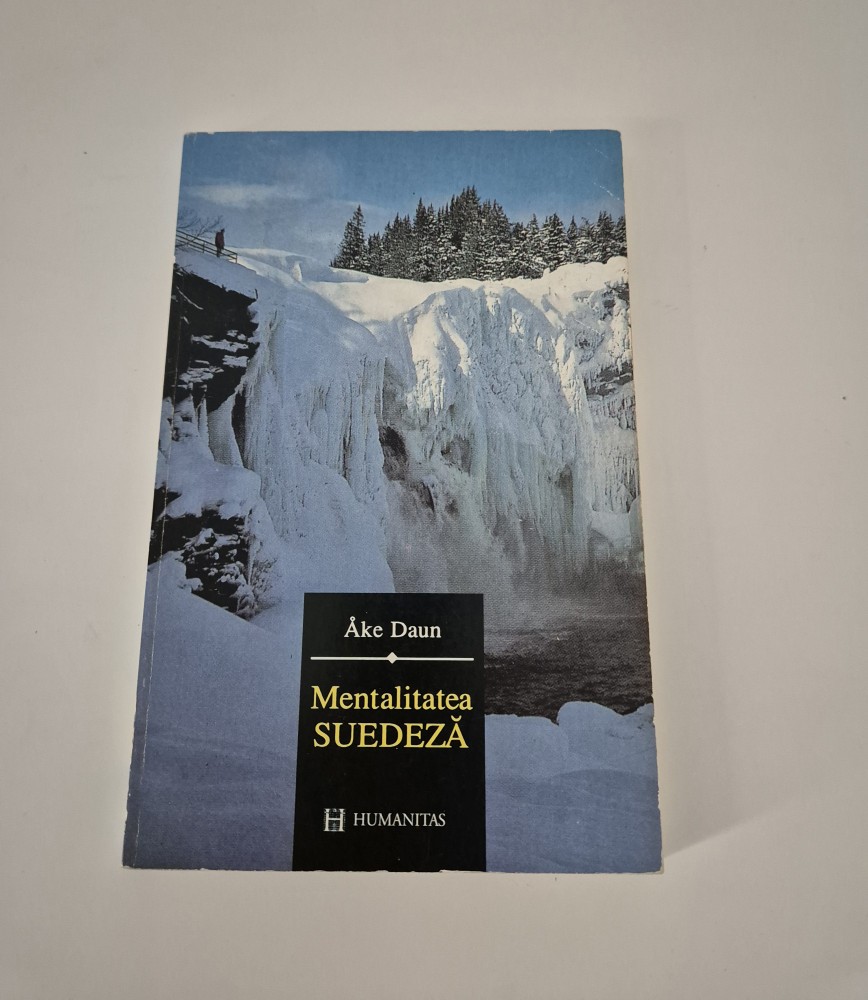 Åke Daun
Mentalitatea
SUEDEZĂ
H HUMANITAS